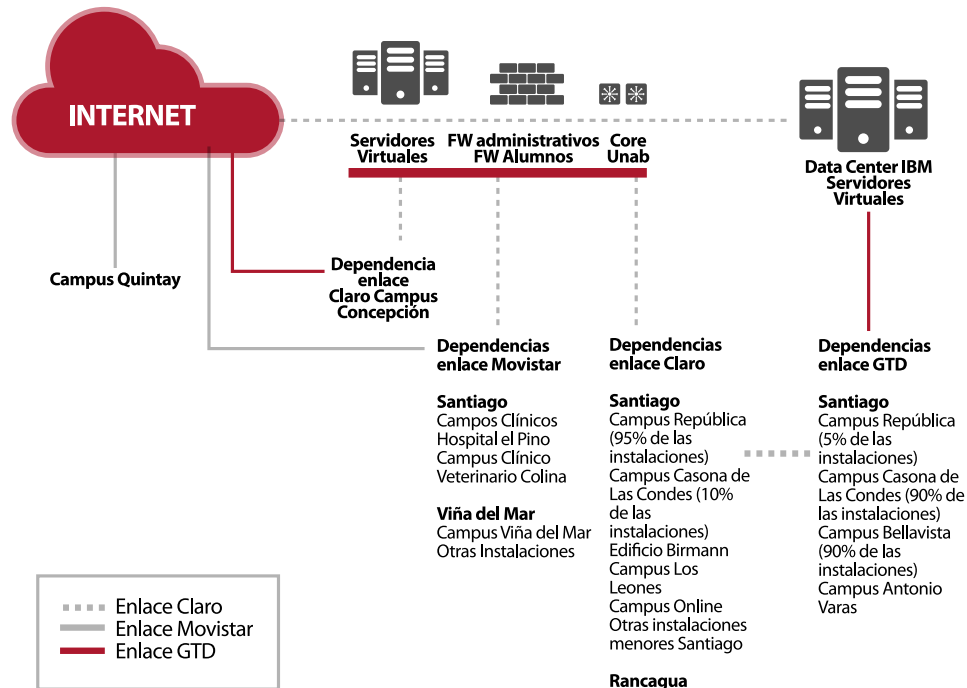 INTERNET
Servidores
Virtuales
FW administrativos
FW Alumnos
Core
Unab
Data Center IBM
Servidores
Virtuales
Campus Quintay
Dependencia
enlace
Claro Campus
Concepción
Dependencias
enlace Movistar
Santiago
Campos Clínicos
Hospital el Pino
Campus Clínico
Veterinario Colina
Viña del Mar
Campus Viña del Mar
Otras Instalaciones
Dependencias
enlace Claro
Santiago
Campus República
(95% de las
instalaciones)
Campus Casona de
Las Condes (10%
de las
instalaciones)
Edificio Birmann
Campus Los
Leones
Campus Online
Otras instalaciones
menores Santiago
Rancagua
Dependencias
enlace GTD
Santiago
Campus República
(5% de las
instalaciones)
Campus Casona de
Las Condes (90% de
las instalaciones)
Campus Bellavista
(90% de las
instalaciones)
Campus Antonio
Varas
Enlace Claro
Enlace Movistar
Enlace GTD